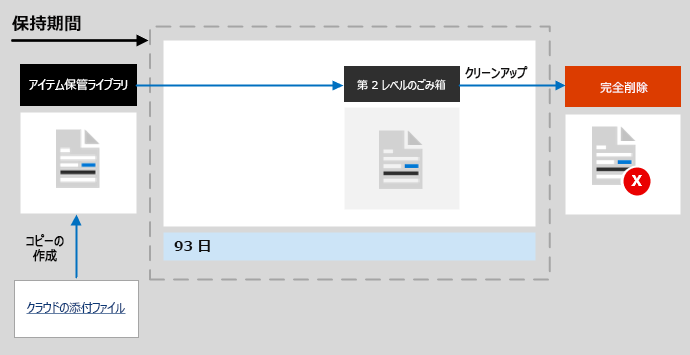 保持期間
アイテム保管ライブラリ
第 2 レベルのごみ箱
クリーンアップ
完全削除
X
コピーの
作成
93 日
クラウドの添付ファイル